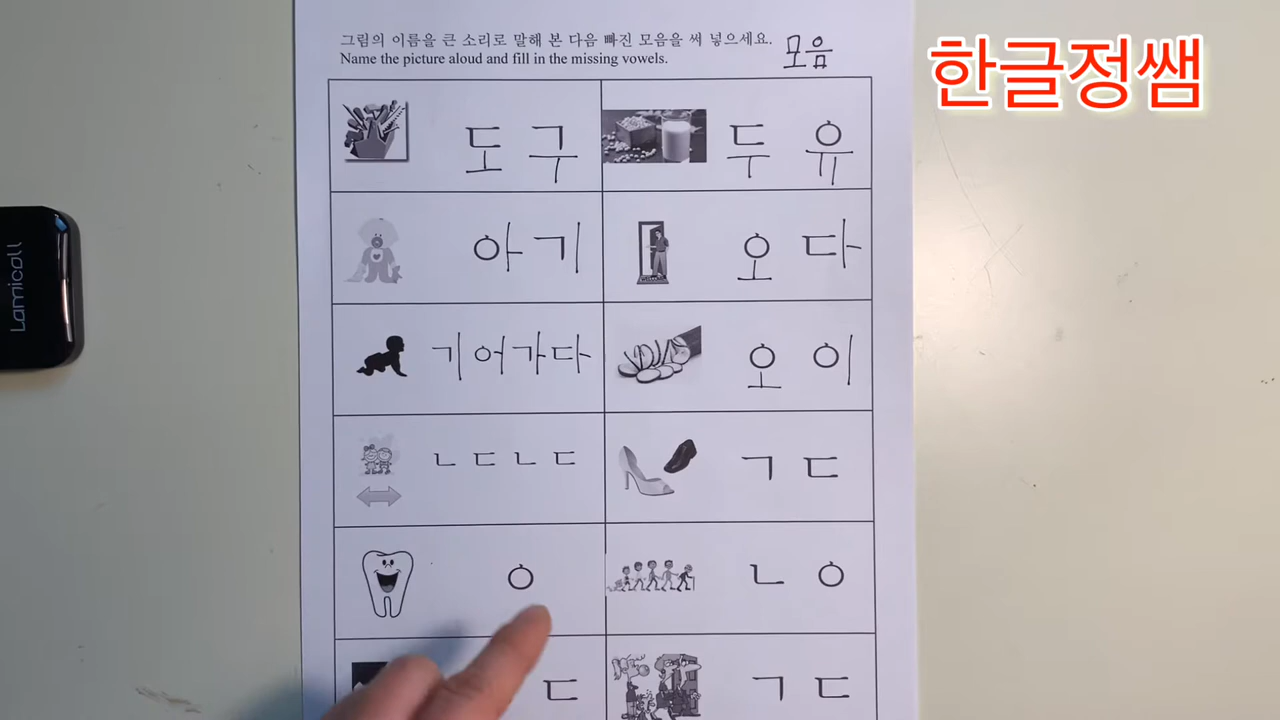 그림의 이름을 큰 소리로 말해 본 다음 빠진 모음을 써 넣으세요. 모음
Name the picture aloud and fill in the missing vowels.
한글정쌤
도구 두유
아기 오다
기어가다 오이
ㄴㄷㄴㄷ ㄱㄷ
ㅇ ㄴㅇ
ㄷ ㄱㄷ
Lamicall